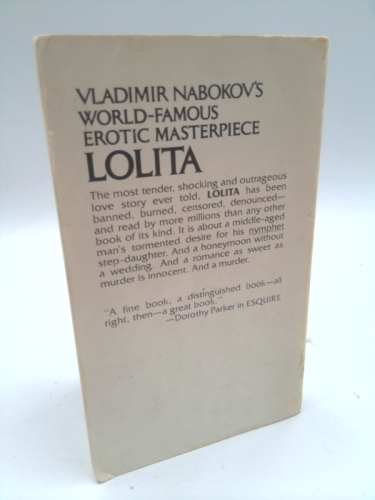 VLADIMIR NABOKOV'S
WORLD-FAMOUS
EROTIC MASTERPIECE
LOLITA
The most tender, shocking and outrageous
love story ever told, LOLITA has been
banned, burned, censored, denounced—
and read by more millions than any other
book of its kind. It is about a middle-aged
man's tormented desire for his nymphet
step-daughter. And a honeymoon without
a wedding. And a romance as sweet as
murder is innocent. And a murder.
"A fine book, a distinguished book—all
right, then—a great book."
—Dorothy Parker in ESQUIRE